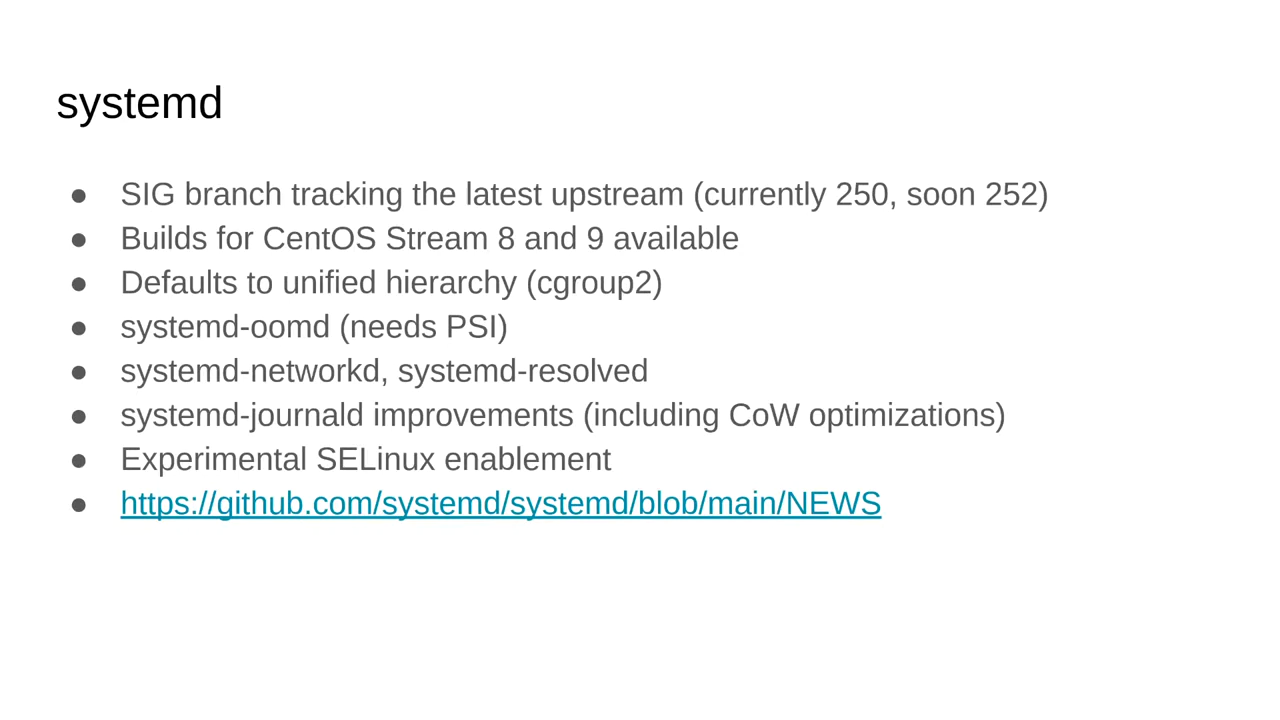 systemd
● SIG branch tracking the latest upstream (currently 250, soon 252)
● Builds for CentOS Stream 8 and 9 available
● Defaults to unified hierarchy (cgroup2)
● systemd-oomd (needs PSI)
● systemd-networkd, systemd-resolved
● systemd-journald improvements (including CoW optimizations)
● Experimental SELinux enablement
● https://github.com/systemd/systemd/blob/main/NEWS